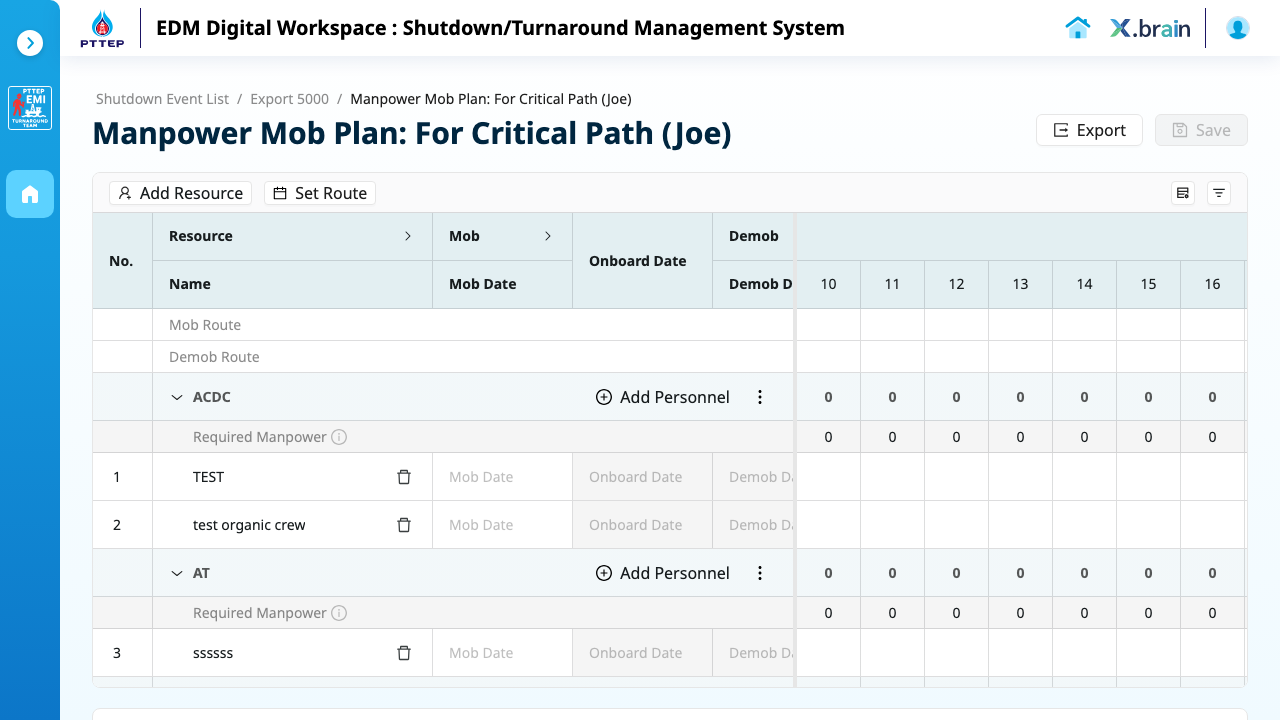 PTTEP
EDM Digital Workspace : Shutdown/Turnaround Management System
X.brain
PTTEP
EMI
TURNAROUND
TEAM
Shutdown Event List / Export 5000 / Manpower Mob Plan: For Critical Path (Joe)
Manpower Mob Plan: For Critical Path (Joe)
Export
Save
Add Resource
Set Route
No.
Resource
Mob
Onboard Date
Demob
Name
Mob Date
Demob D
10 11 12 13 14 15 16
Mob Route
Demob Route
ACDC Add Personnel 0 0 0 0 0 0 0
Required Manpower 0 0 0 0 0 0 0
1 TEST Mob Date Onboard Date Demob Da
2 test organic crew Mob Date Onboard Date Demob Da
AT Add Personnel 0 0 0 0 0 0 0
Required Manpower 0 0 0 0 0 0 0
3 ssssss Mob Date Onboard Date Demob Da